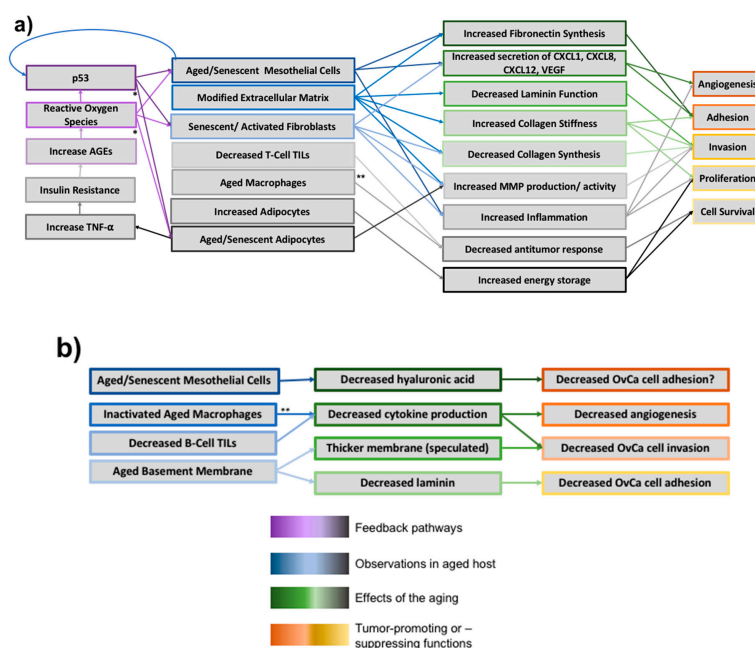 a)
p53
Reactive Oxygen
Species
Increase AGEs
Insulin Resistance
Increase TNF-α
*
*
Aged/Senescent Mesothelial Cells
Modified Extracellular Matrix
Senescent/ Activated Fibroblasts
Decreased T-Cell TILs
Aged Macrophages
**
Increased Adipocytes
Aged/Senescent Adipocytes
Increased Fibronectin Synthesis
Increased secretion of CXCL1, CXCL8,
CXCL12, VEGF
Decreased Laminin Function
Increased Collagen Stiffness
Decreased Collagen Synthesis
Increased MMP production/ activity
Increased Inflammation
Decreased antitumor response
Increased energy storage
Angiogenesis
Adhesion
Invasion
Proliferation
Cell Survival
b)
Aged/Senescent Mesothelial Cells
Inactivated Aged Macrophages
**
Decreased B-Cell TILs
Aged Basement Membrane
Decreased hyaluronic acid
Decreased cytokine production
Thicker membrane (speculated)
Decreased laminin
Decreased OvCa cell adhesion?
Decreased angiogenesis
Decreased OvCa cell invasion
Decreased OvCa cell adhesion
Feedback pathways
Observations in aged host
Effects of the aging
Tumor-promoting or –
suppressing functions